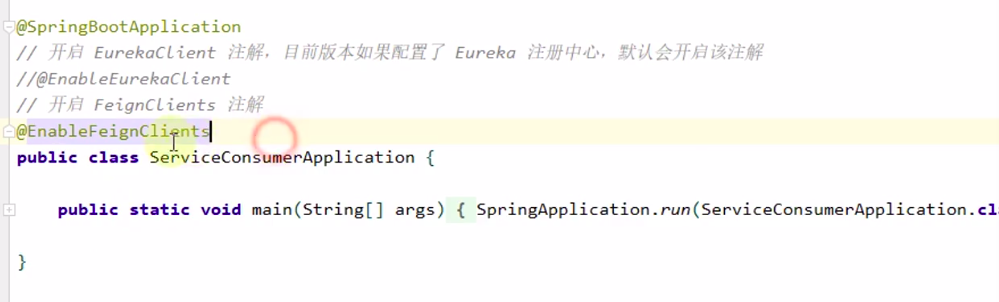 @SpringBootApplication
// 开启 EurekaClient 注解，目前版本如果配置了 Eureka 注册中心，默认会开启该注解
//@EnableEurekaClient
// 开启 FeignClients 注解
@EnableFeignClients
public class ServiceConsumerApplication {
public static void main(String[] args) { SpringApplication.run(ServiceConsumerApplication.cl
}